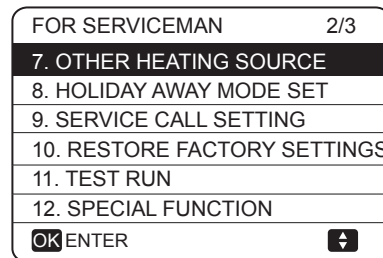 FOR SERVICEMAN 2/3
7. OTHER HEATING SOURCE
8. HOLIDAY AWAY MODE SET
9. SERVICE CALL SETTING
10. RESTORE FACTORY SETTINGS
11. TEST RUN
12. SPECIAL FUNCTION
OK ENTER